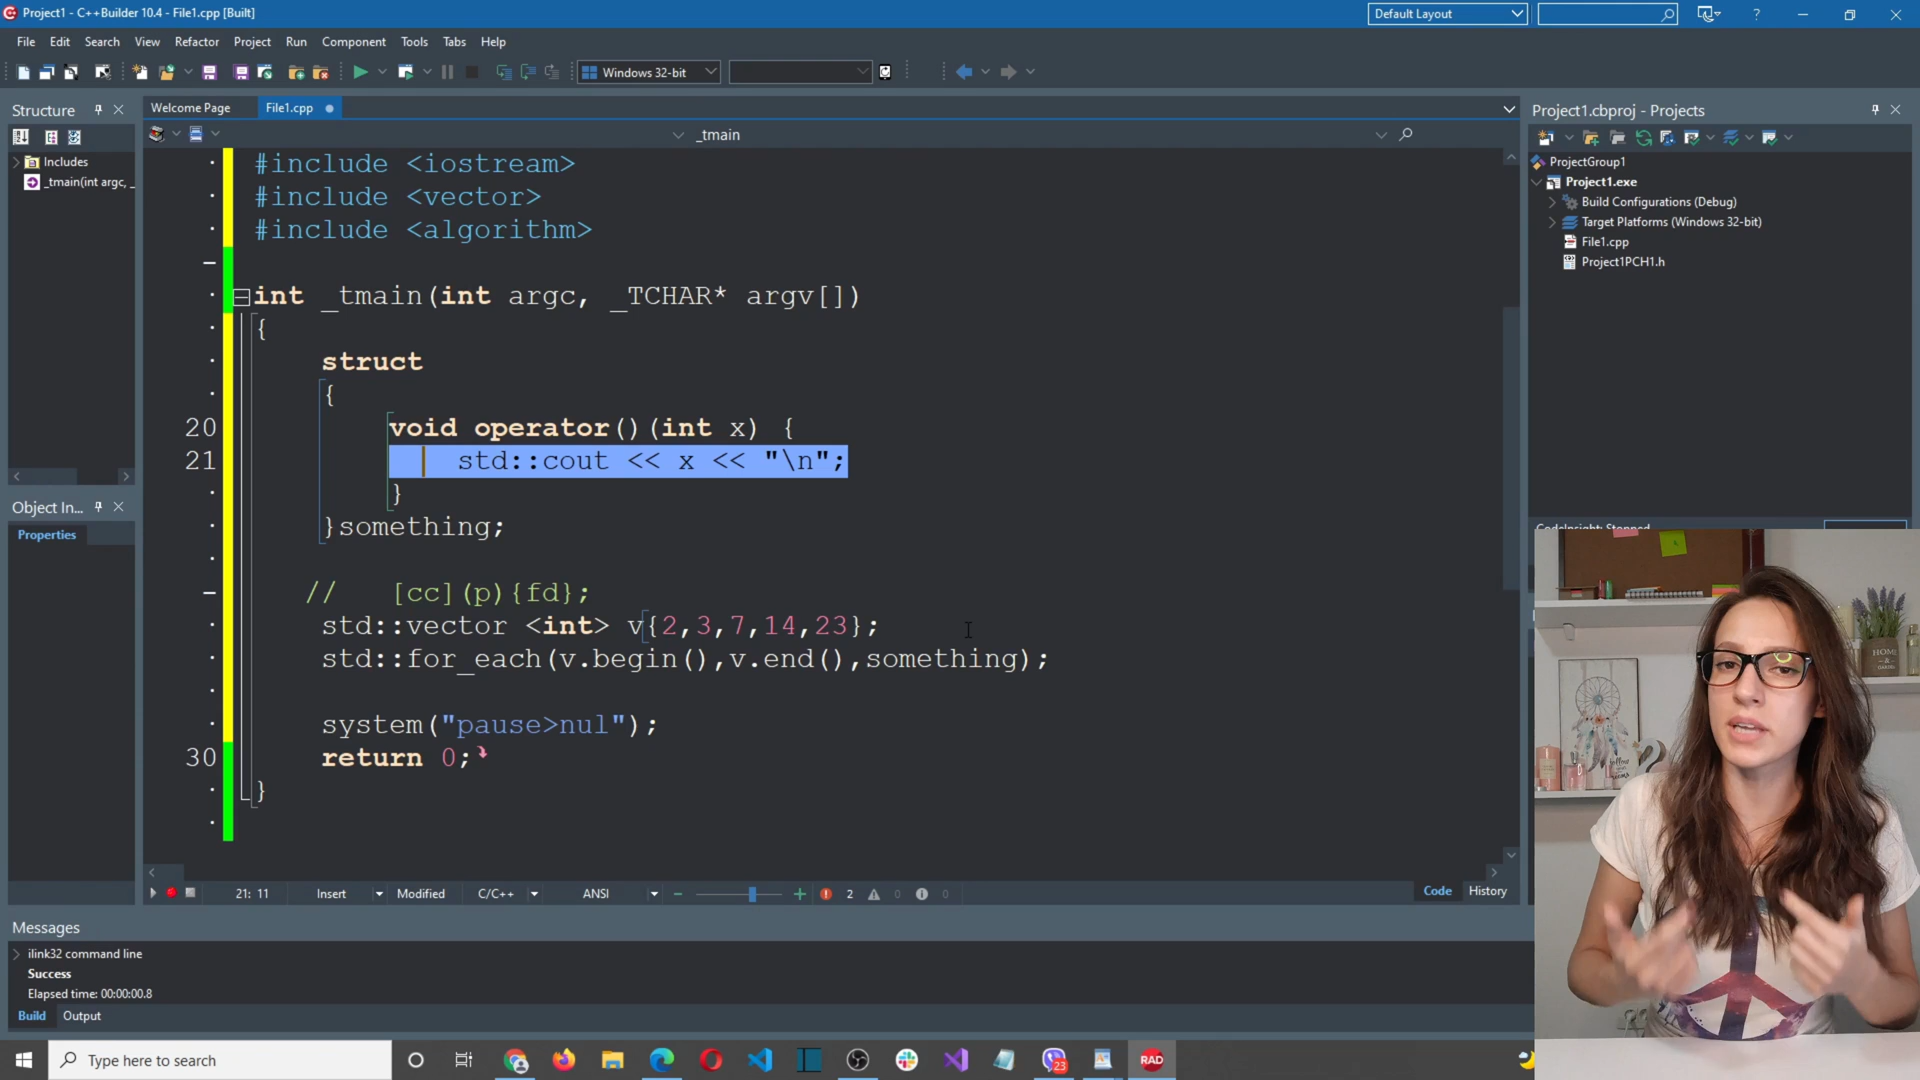 Project1 - C++Builder 10.4 - File1.cpp [Built]
Default Layout
File Edit Search View Refactor Project Run Component Tools Tabs Help
Windows 32-bit
Structure
Includes
_tmain(int argc, _
Welcome Page File1.cpp
_tmain
#include <iostream>
#include <vector>
#include <algorithm>
int _tmain(int argc, _TCHAR* argv[])
{
struct
{
20 void operator()(int x) {
21 std::cout << x << "\n";
}
}something;
// [cc](p){fd};
std::vector <int> v{2,3,7,14,23};
std::for_each(v.begin(),v.end(),something);
system("pause>nul");
30 return 0;
}
Object In...
Properties
21: 11 Insert Modified C/C++ ANSI 2 0 0
Code History
Project1.cbproj - Projects
ProjectGroup1
Project1.exe
Build Configurations (Debug)
Target Platforms (Windows 32-bit)
File1.cpp
Project1PCH1.h
CodeInsight: Stopped
HOME
Messages
ilink32 command line
Success
Elapsed time: 00:00:00.8
Build Output
Type here to search
23
RAD